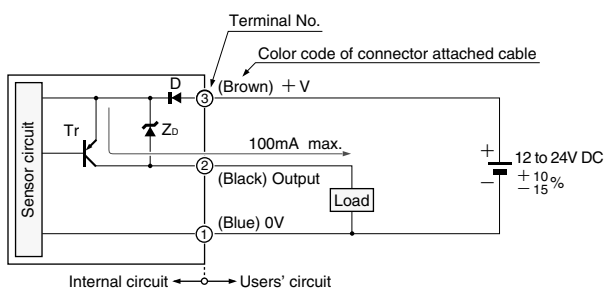 Terminal No.
Color code of connector attached cable
D
③
(Brown) +V
Sensor circuit
Tr
ZD
100mA max.
②
(Black) Output
Load
+
−
12 to 24V DC
+10
−15 %
①
(Blue) 0V
Internal circuit
Users' circuit